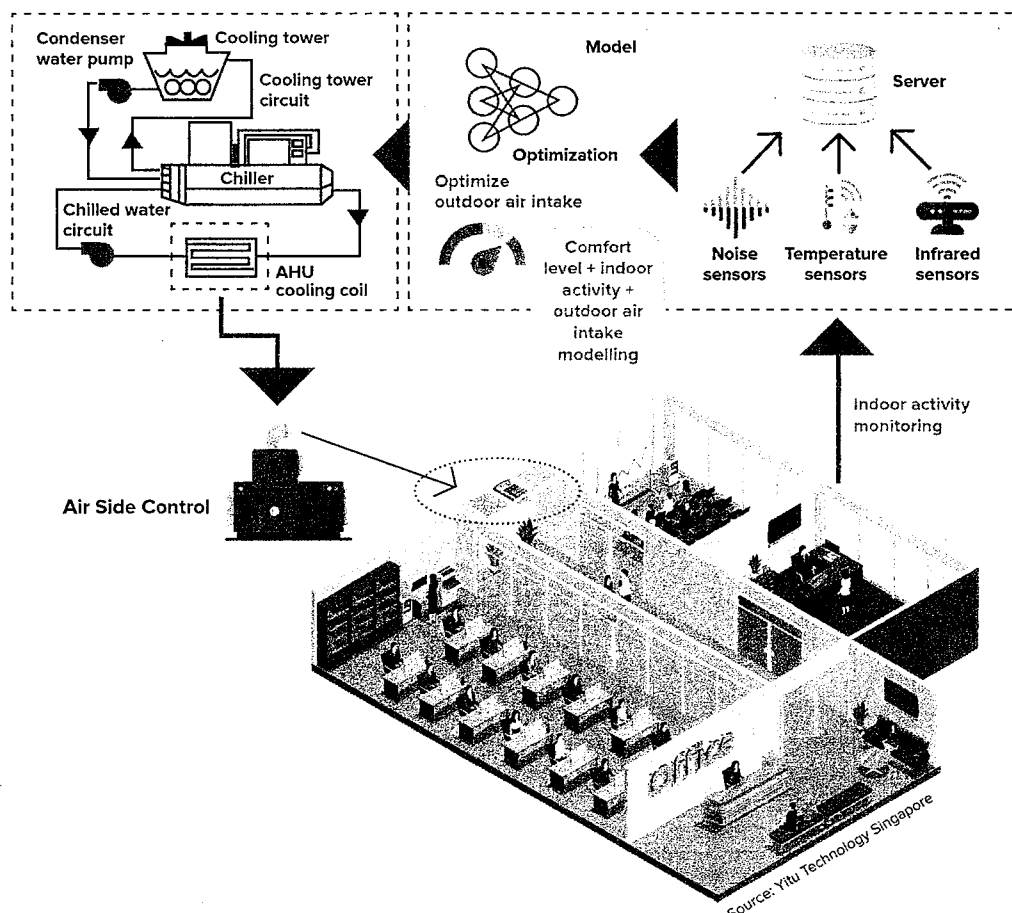 Condenser
water pump
Cooling tower
Cooling tower
circuit
Chiller
Chilled water
circuit
AHU
cooling coil
Model
Optimization
Optimize
outdoor air intake
Comfort
level + indoor
activity +
outdoor air
intake
modelling
Server
Noise
sensors
Temperature
sensors
Infrared
sensors
Indoor activity
monitoring
Air Side Control
office
Source: Yitu Technology Singapore